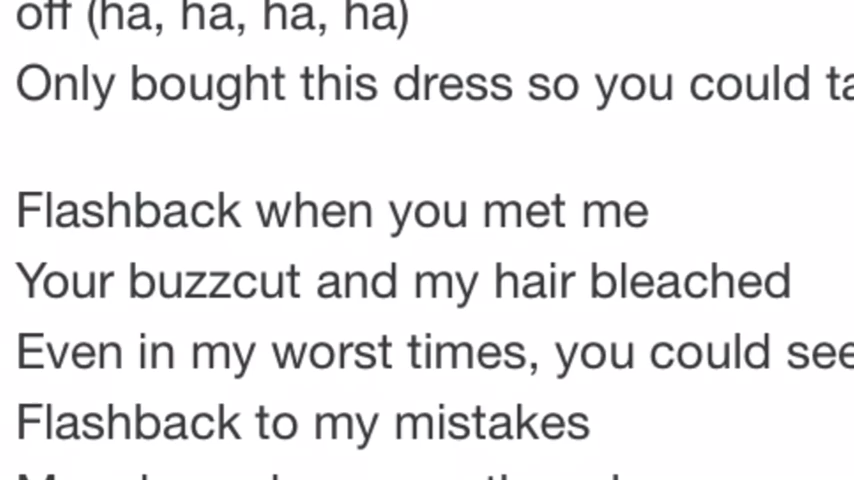 off (ha, ha, ha, ha)
Only bought this dress so you could
Flashback when you met me
Your buzzcut and my hair bleached
Even in my worst times, you could see
Flashback to my mistakes